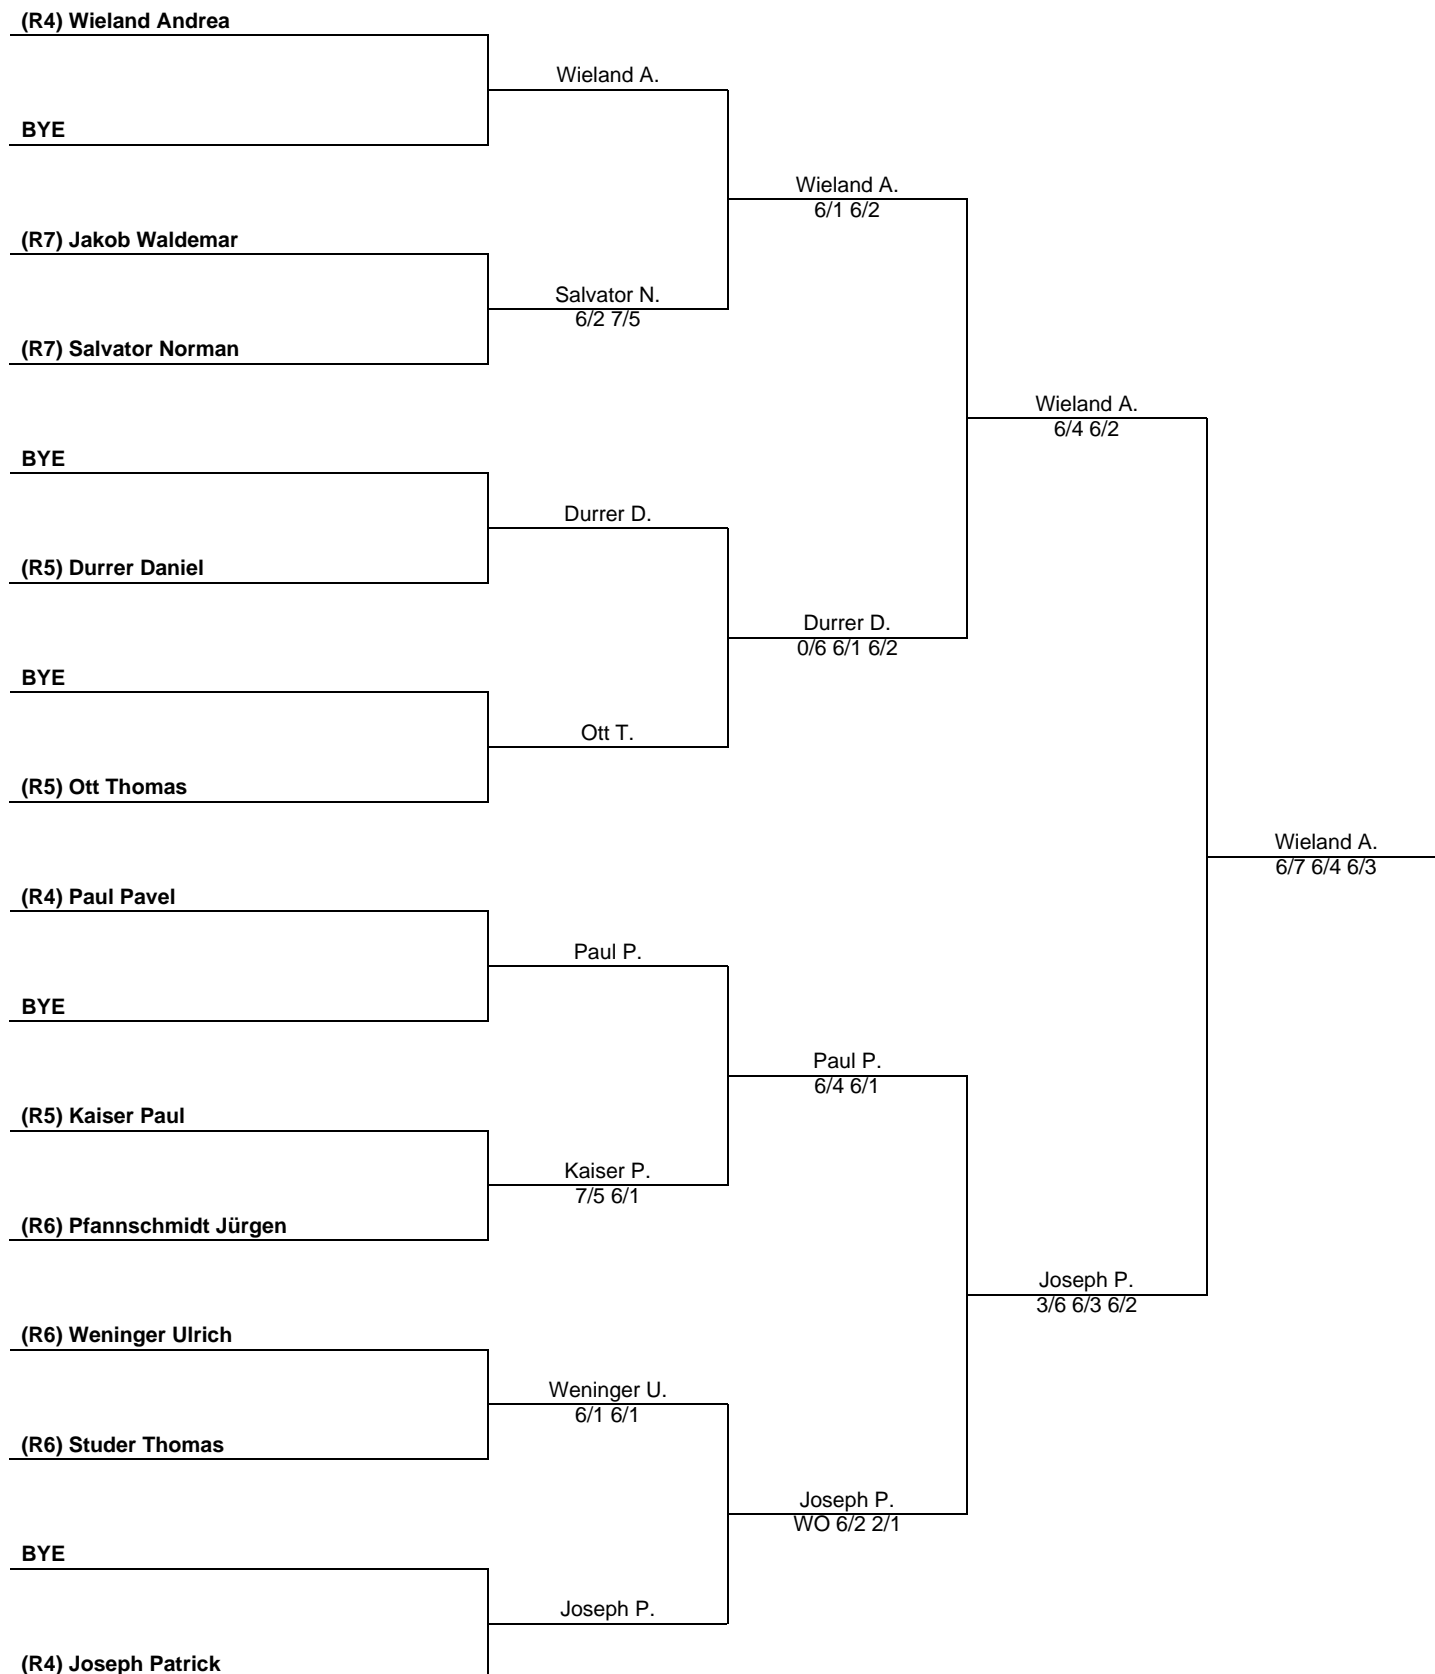 (R4) Wieland Andrea
Wieland A.
BYE
Wieland A.
6/1 6/2
(R7) Jakob Waldemar
Salvator N.
6/2 7/5
(R7) Salvator Norman
Wieland A.
6/4 6/2
BYE
Durrer D.
(R5) Durrer Daniel
Durrer D.
0/6 6/1 6/2
BYE
Ott T.
(R5) Ott Thomas
Wieland A.
6/7 6/4 6/3
(R4) Paul Pavel
Paul P.
BYE
Paul P.
6/4 6/1
(R5) Kaiser Paul
Kaiser P.
7/5 6/1
(R6) Pfannschmidt Jürgen
Joseph P.
3/6 6/3 6/2
(R6) Weninger Ulrich
Weninger U.
6/1 6/1
(R6) Studer Thomas
Joseph P.
WO 6/2 2/1
BYE
Joseph P.
(R4) Joseph Patrick